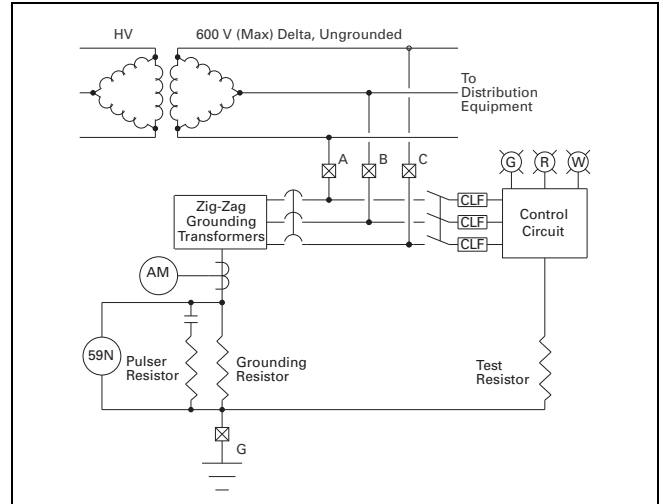 HV
600 V (Max) Delta, Ungrounded
To
Distribution
Equipment
A
B
C
G
R
W
Zig-Zag
Grounding
Transformers
CLF
CLF
CLF
Control
Circuit
AM
59N
Pulser
Resistor
Grounding
Resistor
Test
Resistor
G